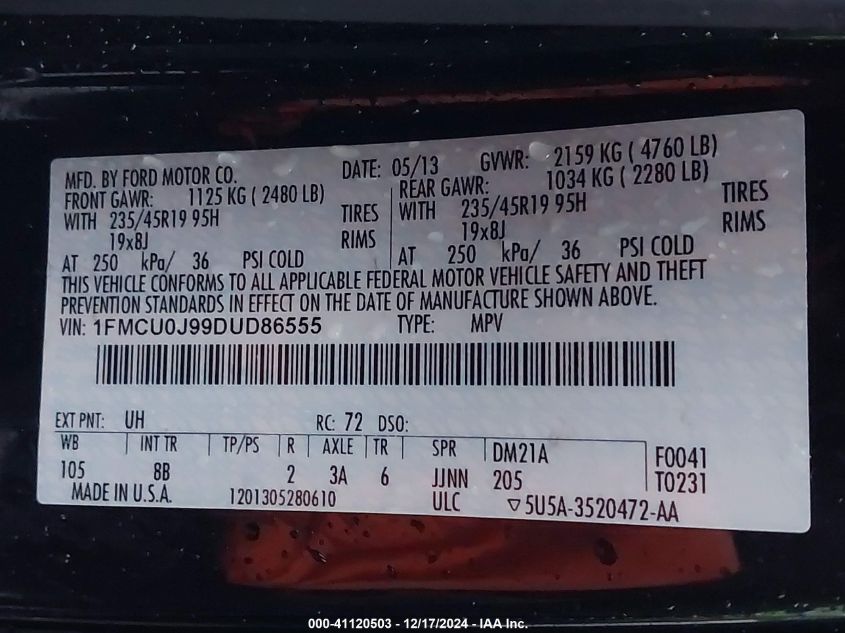 MFD. BY FORD MOTOR CO. DATE: 05/13 GVWR: 2159 KG ( 4760 LB)
FRONT GAWR: 1125 KG ( 2480 LB) REAR GAWR: 1034 KG ( 2280 LB)
WITH 235/45R19 95H TIRES WITH 235/45R19 95H TIRES
19x8J RIMS 19x8J RIMS
AT 250 kPa/ 36 PSI COLD AT 250 kPa/ 36 PSI COLD
THIS VEHICLE CONFORMS TO ALL APPLICABLE FEDERAL MOTOR VEHICLE SAFETY AND THEFT
PREVENTION STANDARDS IN EFFECT ON THE DATE OF MANUFACTURE SHOWN ABOVE.
VIN: 1FMCU0J99DUD86555 TYPE: MPV
EXT PNT: UH RC: 72 DSO:
WB INT TR TP/PS R AXLE TR SPR DM21A F0041
105 8B 2 3A 6 JJNN 205 T0231
MADE IN U.S.A. 1201305280610 ULC ▽5U5A-3520472-AA
000-41120503 - 12/17/2024 - IAA Inc.